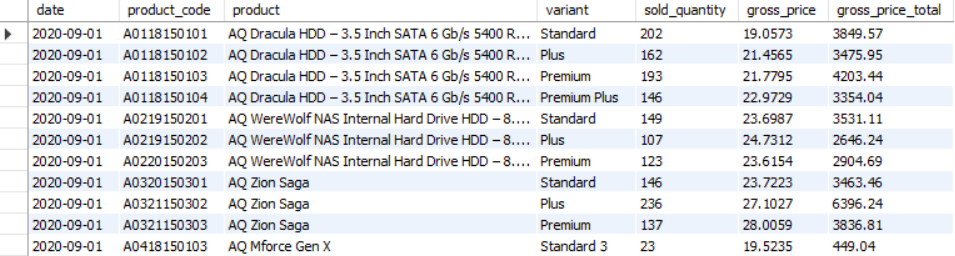 date product_code product variant sold_quantity gross_price gross_price_total
2020-09-01 A0118150101 AQ Dracula HDD – 3.5 Inch SATA 6 Gb/s 5400 R... Standard 202 19.0573 3849.57
2020-09-01 A0118150102 AQ Dracula HDD – 3.5 Inch SATA 6 Gb/s 5400 R... Plus 162 21.4565 3475.95
2020-09-01 A0118150103 AQ Dracula HDD – 3.5 Inch SATA 6 Gb/s 5400 R... Premium 193 21.7795 4203.44
2020-09-01 A0118150104 AQ Dracula HDD – 3.5 Inch SATA 6 Gb/s 5400 R... Premium Plus 146 22.9729 3354.04
2020-09-01 A0219150201 AQ WereWolf NAS Internal Hard Drive HDD – 8.... Standard 149 23.6987 3531.11
2020-09-01 A0219150202 AQ WereWolf NAS Internal Hard Drive HDD – 8.... Plus 107 24.7312 2646.24
2020-09-01 A0220150203 AQ WereWolf NAS Internal Hard Drive HDD – 8.... Premium 123 23.6154 2904.69
2020-09-01 A0320150301 AQ Zion Saga Standard 146 23.7223 3463.46
2020-09-01 A0321150302 AQ Zion Saga Plus 236 27.1027 6396.24
2020-09-01 A0321150303 AQ Zion Saga Premium 137 28.0059 3836.81
2020-09-01 A0418150103 AQ Mforce Gen X Standard 3 23 19.5235 449.04